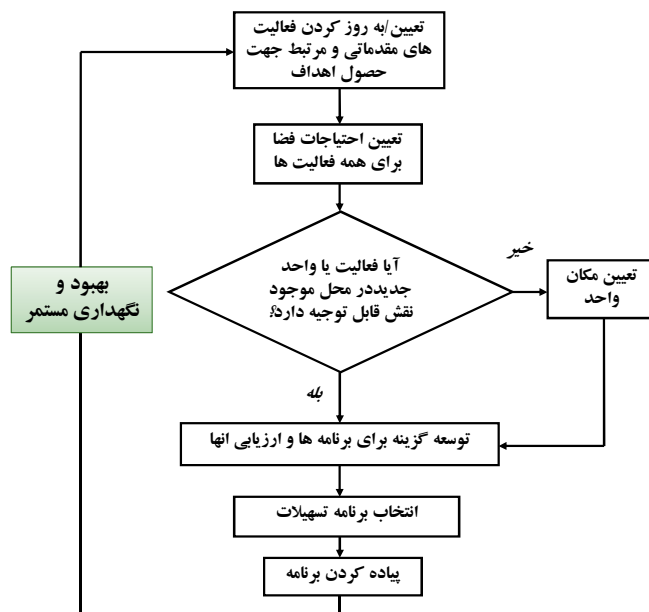 تعیین/به روز کردن فعالیت
های مقدماتی و مرتبط جهت
حصول اهداف
تعیین احتیاجات فضا
برای همه فعالیت ها
آیا فعالیت یا واحد
جدیددر محل موجود
نقش قابل توجیه دارد؟
خیر
تعیین مکان
واحد
بهبود و
نگهداری مستمر
بله
توسعه گزینه برای برنامه ها و ارزیابی انها
انتخاب برنامه تسهیلات
پیاده کردن برنامه